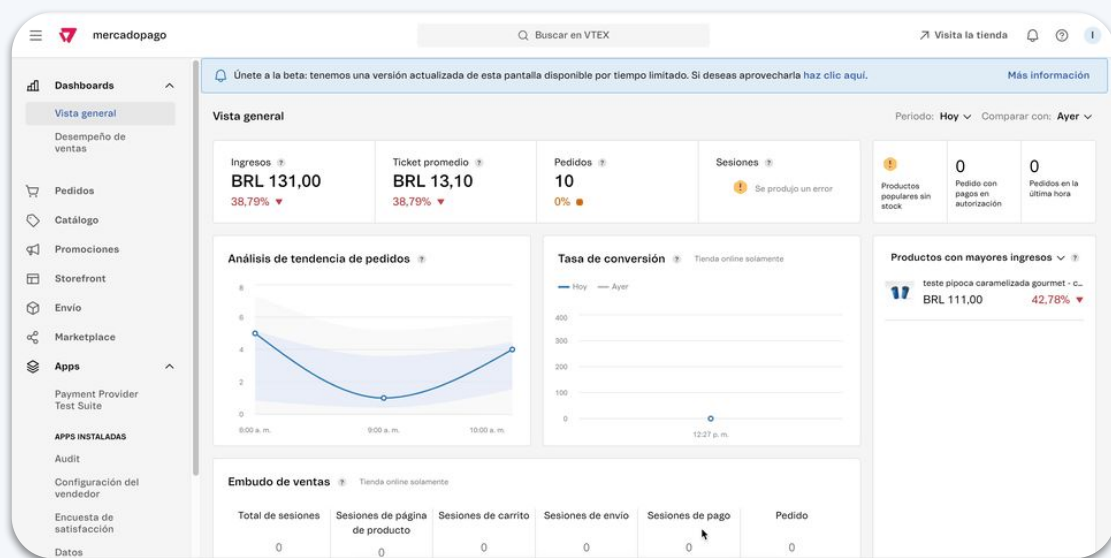 mercadopago
Buscar en VTEX
Visita la tienda
I
Dashboards
Vista general
Desempeño de
ventas
Pedidos
Catálogo
Promociones
Storefront
Envío
Marketplace
Apps
Payment Provider
Test Suite
APPS INSTALADAS
Audit
Configuración del
vendedor
Encuesta de
satisfacción
Datos
Únete a la beta: tenemos una versión actualizada de esta pantalla disponible por tiempo limitado. Si deseas aprovecharla haz clic aquí.
Más información
Vista general
Periodo: Hoy Comparar con: Ayer
Ingresos ?
BRL 131,00
38,79%
Ticket promedio ?
BRL 13,10
38,79%
Pedidos ?
10
0%
Sesiones ?
Se produjo un error
Productos
populares sin
stock
0
Pedido con
pagos en
autorización
0
Pedidos en la
última hora
Análisis de tendencia de pedidos ?
8
6
4
2
0
8:00 a. m.
9:00 a. m.
10:00 a. m.
Tasa de conversión ? Tienda online solamente
Hoy Ayer
400
300
200
100
0
12:27 p. m.
Productos con mayores ingresos ?
teste pipoca caramelizada gourmet - c...
BRL 111,00 42,78%
Embudo de ventas ? Tienda online solamente
Total de sesiones
0
Sesiones de página
de producto
0
Sesiones de carrito
0
Sesiones de envío
0
Sesiones de pago
0
Pedido
0